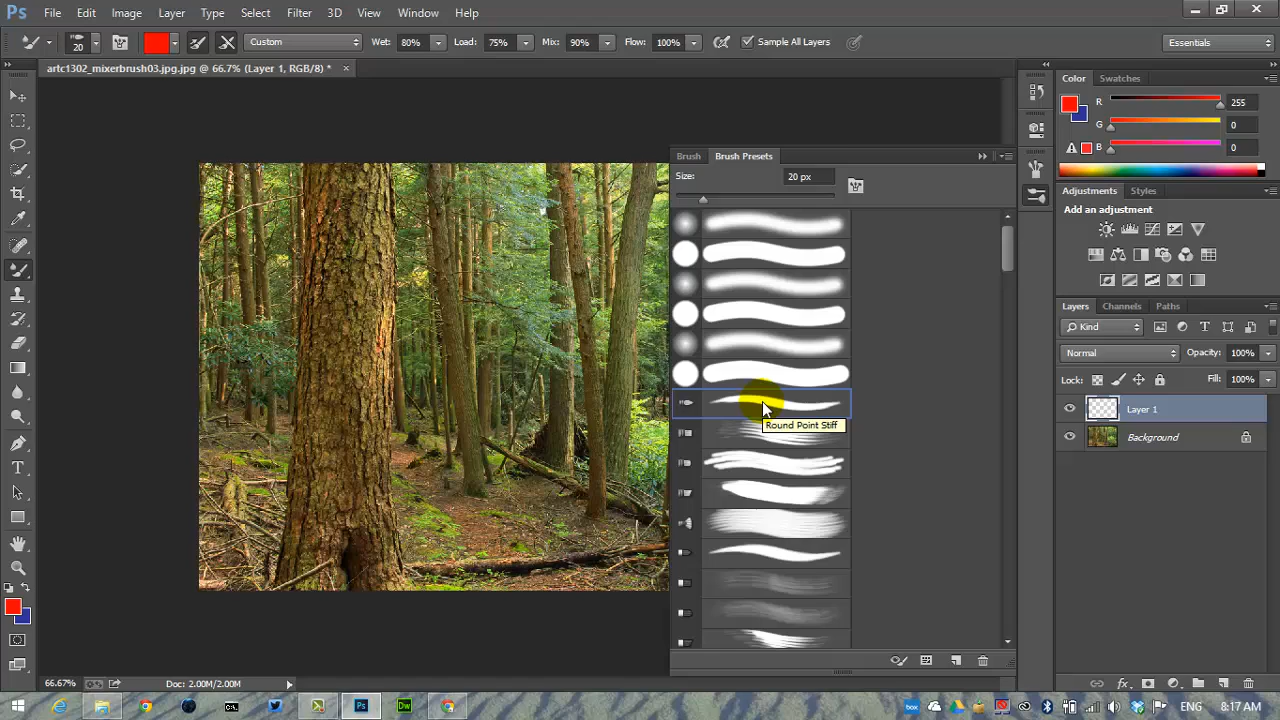 Ps File Edit Image Layer Type Select Filter 3D View Window Help
20 Custom Wet: 80% Load: 75% Mix: 90% Flow: 100% Sample All Layers Essentials
artc1302_mixerbrush03.jpg.jpg @ 66.7% (Layer 1, RGB/8) * ×
Brush Brush Presets
Size: 20 px
Round Point Stiff
Color Swatches
R 255
G 0
B 0
Adjustments Styles
Add an adjustment
Layers Channels Paths
Kind
Normal Opacity: 100%
Lock: Fill: 100%
Layer 1
Background
66.67% Doc: 2.00M/2.00M
Ps Dw box ENG 8:17 AM